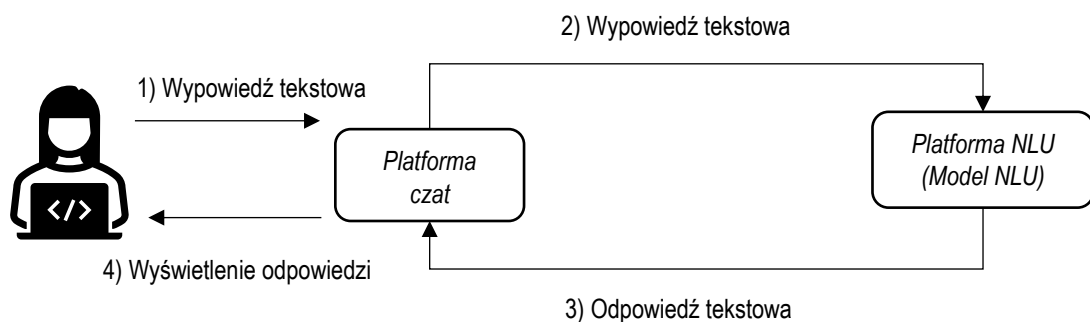 2) Wypowiedź tekstowa
1) Wypowiedź tekstowa
Platforma
czat
Platforma NLU
(Model NLU)
</>
4) Wyświetlenie odpowiedzi
3) Odpowiedź tekstowa